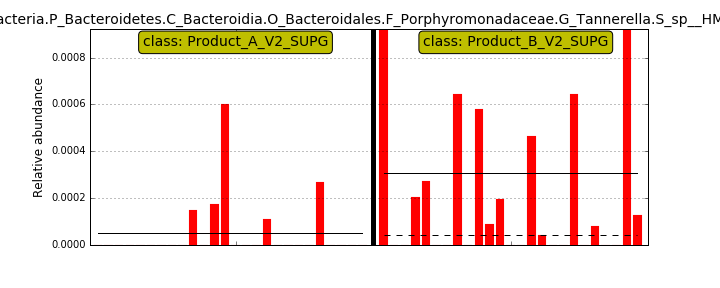 acteria.P_Bacteroidetes.C_Bacteroidia.O_Bacteroidales.F_Porphyromonadaceae.G_Tannerella.S_sp__HM
class: Product_A_V2_SUPG
class: Product_B_V2_SUPG
Relative abundance
0.0008
0.0006
0.0004
0.0002
0.0000